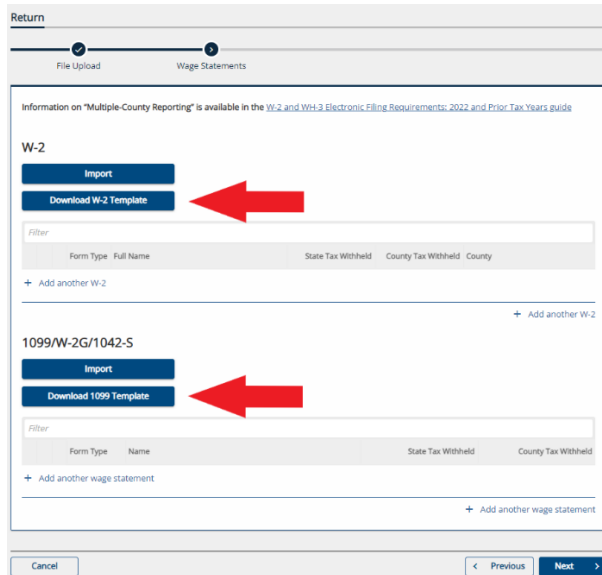 Return
File Upload
Wage Statements
Information on "Multiple-County Reporting" is available in the W-2 and WH-3 Electronic Filing Requirements: 2022 and Prior Tax Years guide
W-2
Import
Download W-2 Template
Filter
Form Type Full Name State Tax Withheld County Tax Withheld County
+ Add another W-2
+ Add another W-2
1099/W-2G/1042-S
Import
Download 1099 Template
Filter
Form Type Name State Tax Withheld County Tax Withheld
+ Add another wage statement
+ Add another wage statement
Cancel < Previous Next >